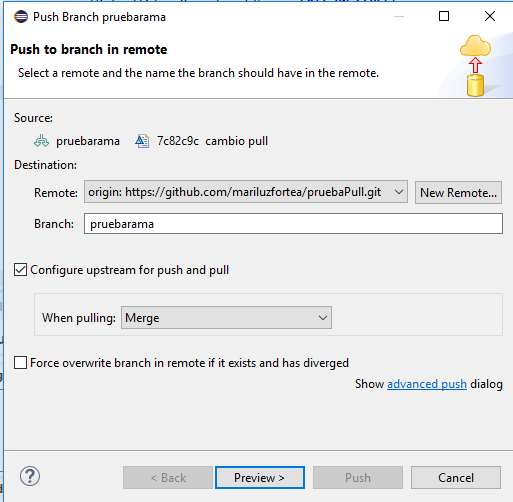 Push Branch pruebarama
Push to branch in remote
Select a remote and the name the branch should have in the remote.
Source:
pruebarama 7c82c9c cambio pull
Destination:
Remote: origin: https://github.com/mariluzfortea/pruebaPull.git New Remote...
Branch: pruebarama
Configure upstream for push and pull
When pulling: Merge
Force overwrite branch in remote if it exists and has diverged
Show advanced push dialog
? < Back Preview > Push Cancel